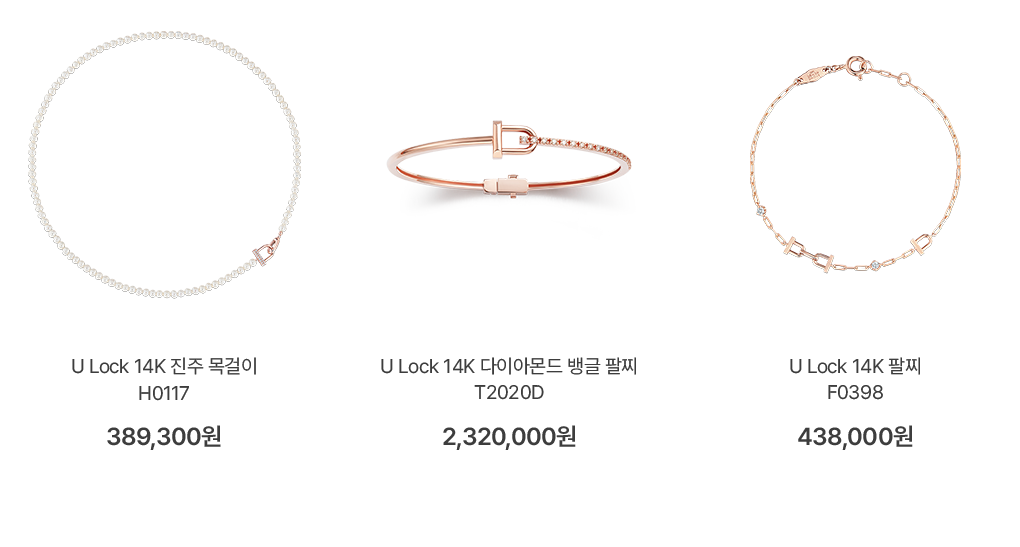 U Lock 14K 진주 목걸이
H0117
389,300원
U Lock 14K 다이아몬드 뱅글 팔찌
T2020D
2,320,000원
U Lock 14K 팔찌
F0398
438,000원